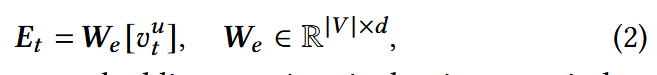 E_t = W_e[v_t^u], W_e ∈ ℝ^{|V|×d}, (2)